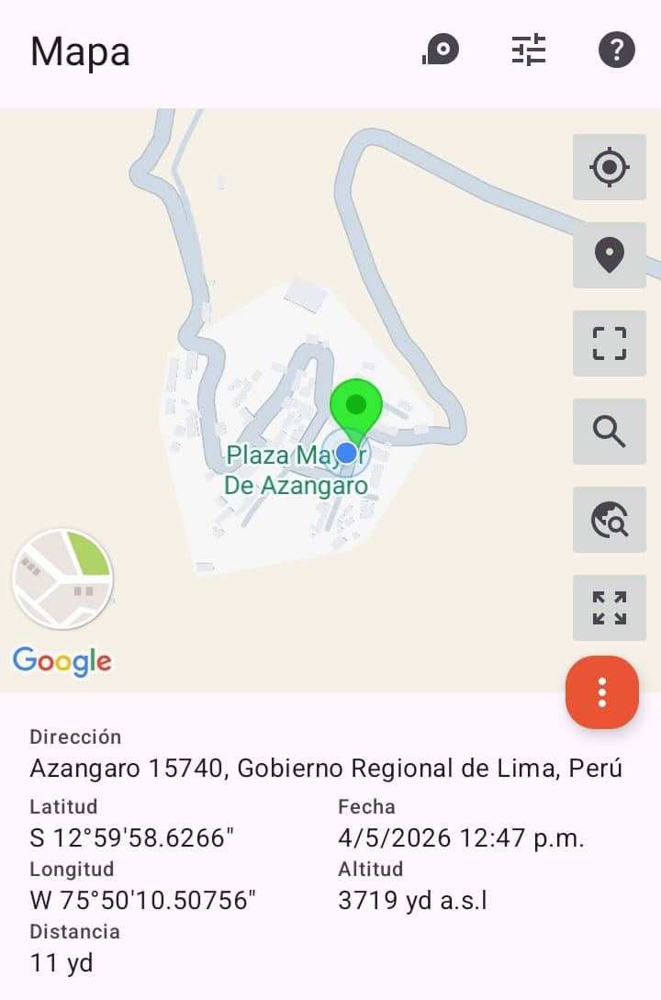 Mapa
Plaza Mayor
De Azangaro
Google
Dirección
Azangaro 15740, Gobierno Regional de Lima, Perú
Latitud
S 12°59'58.6266"
Fecha
4/5/2026 12:47 p.m.
Longitud
W 75°50'10.50756"
Altitud
3719 yd a.s.l
Distancia
11 yd